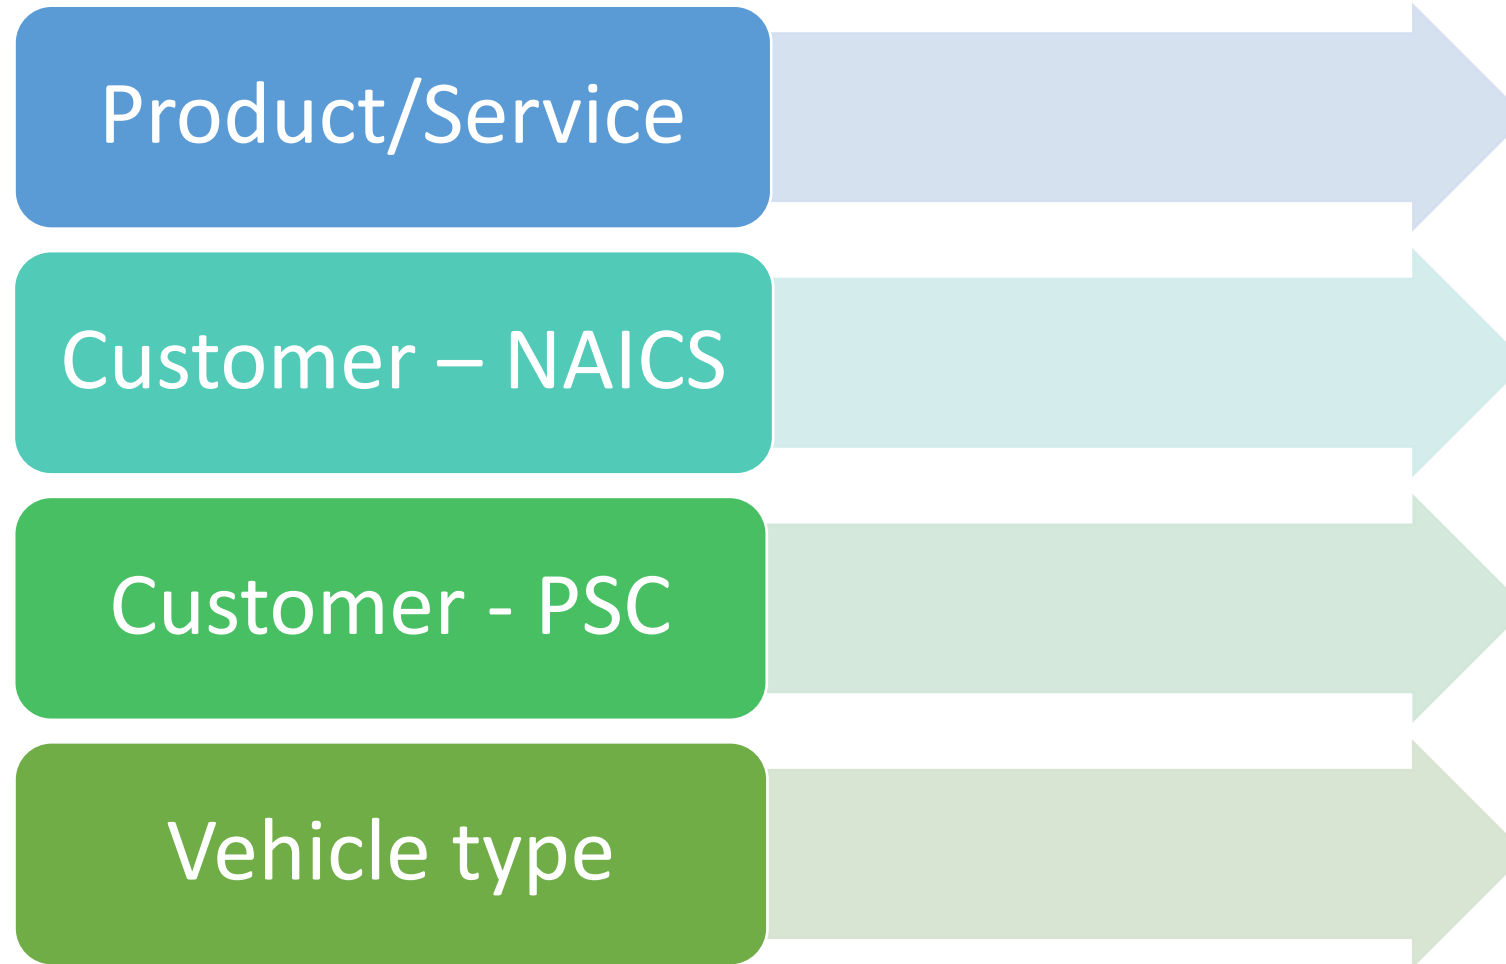 Product/Service
Customer – NAICS
Customer - PSC
Vehicle type